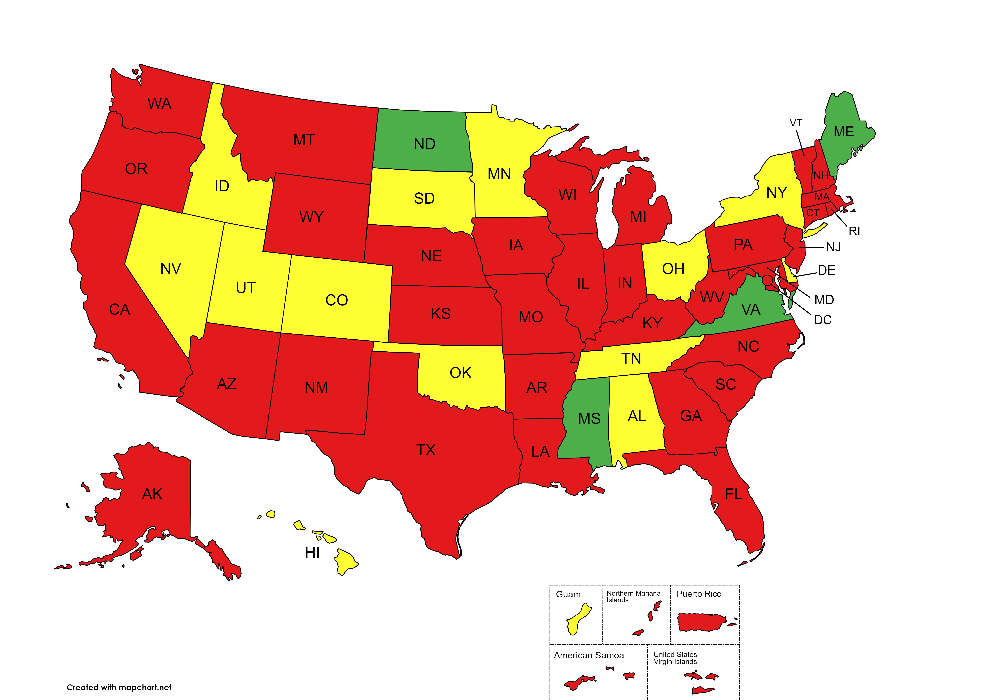 WA
OR
CA
ID
NV
MT
WY
UT
AZ
CO
NM
ND
SD
NE
KS
OK
TX
MN
IA
MO
AR
LA
WI
IL
MI
IN
OH
KY
TN
MS
AL
GA
FL
SC
NC
VA
WV
PA
NY
VT
NH
ME
MA
CT
RI
NJ
DE
MD
DC
AK
HI
Guam
Northern Mariana
Islands
Puerto Rico
American Samoa
United States
Virgin Islands
Created with mapchart.net